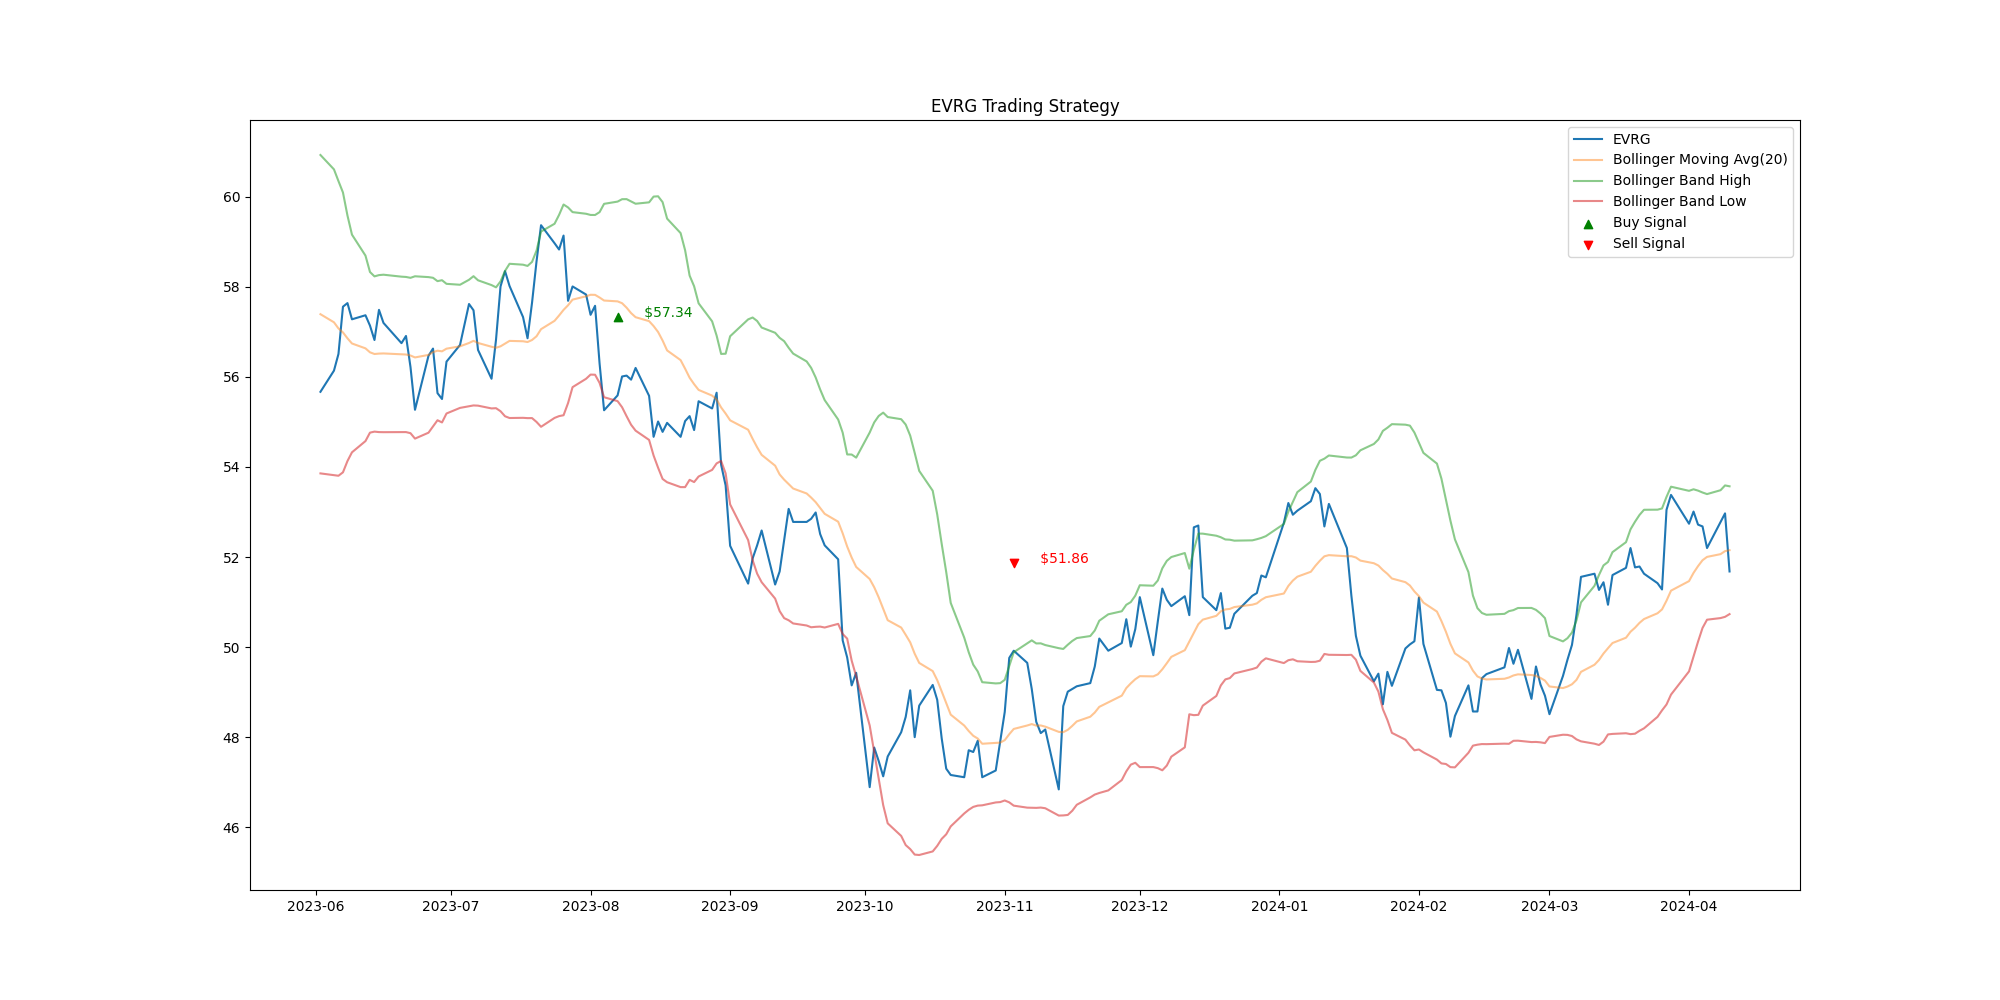 EVRG Trading Strategy
EVRG
Bollinger Moving Avg(20)
Bollinger Band High
Bollinger Band Low
Buy Signal
Sell Signal
60
58
56
54
52
50
48
46
$57.34
$51.86
2023-06 2023-07 2023-08 2023-09 2023-10 2023-11 2023-12 2024-01 2024-02 2024-03 2024-04